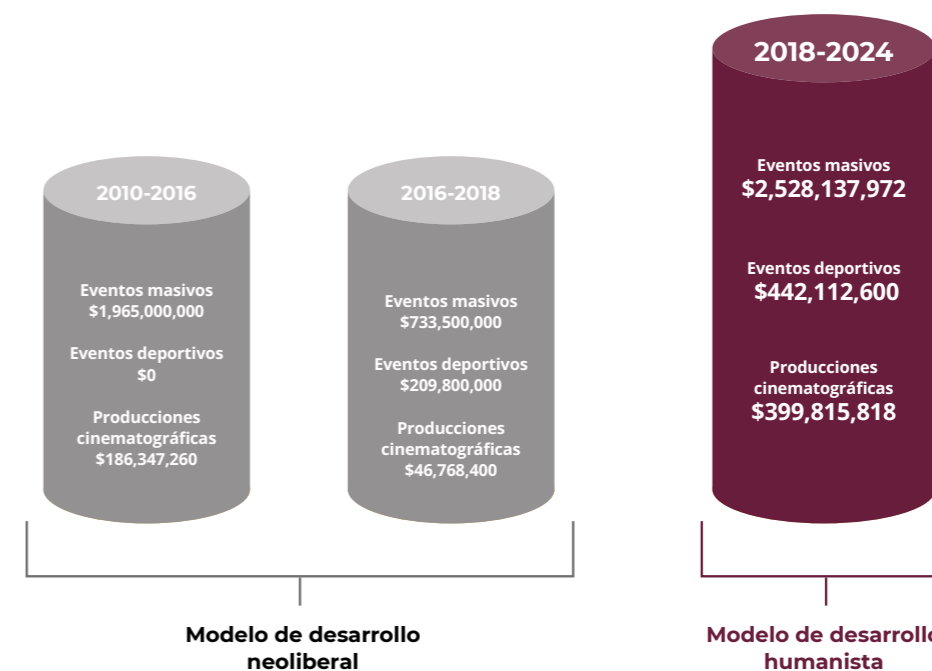 2010-2016
Eventos masivos
$1,965,000,000
Eventos deportivos
$0
Producciones
cinematográficas
$186,347,260
2016-2018
Eventos masivos
$733,500,000
Eventos deportivos
$209,800,000
Producciones
cinematográficas
$46,768,400
2018-2024
Eventos masivos
$2,528,137,972
Eventos deportivos
$442,112,600
Producciones
cinematográficas
$399,815,818
Modelo de desarrollo
neoliberal
Modelo de desarrollo
humanista